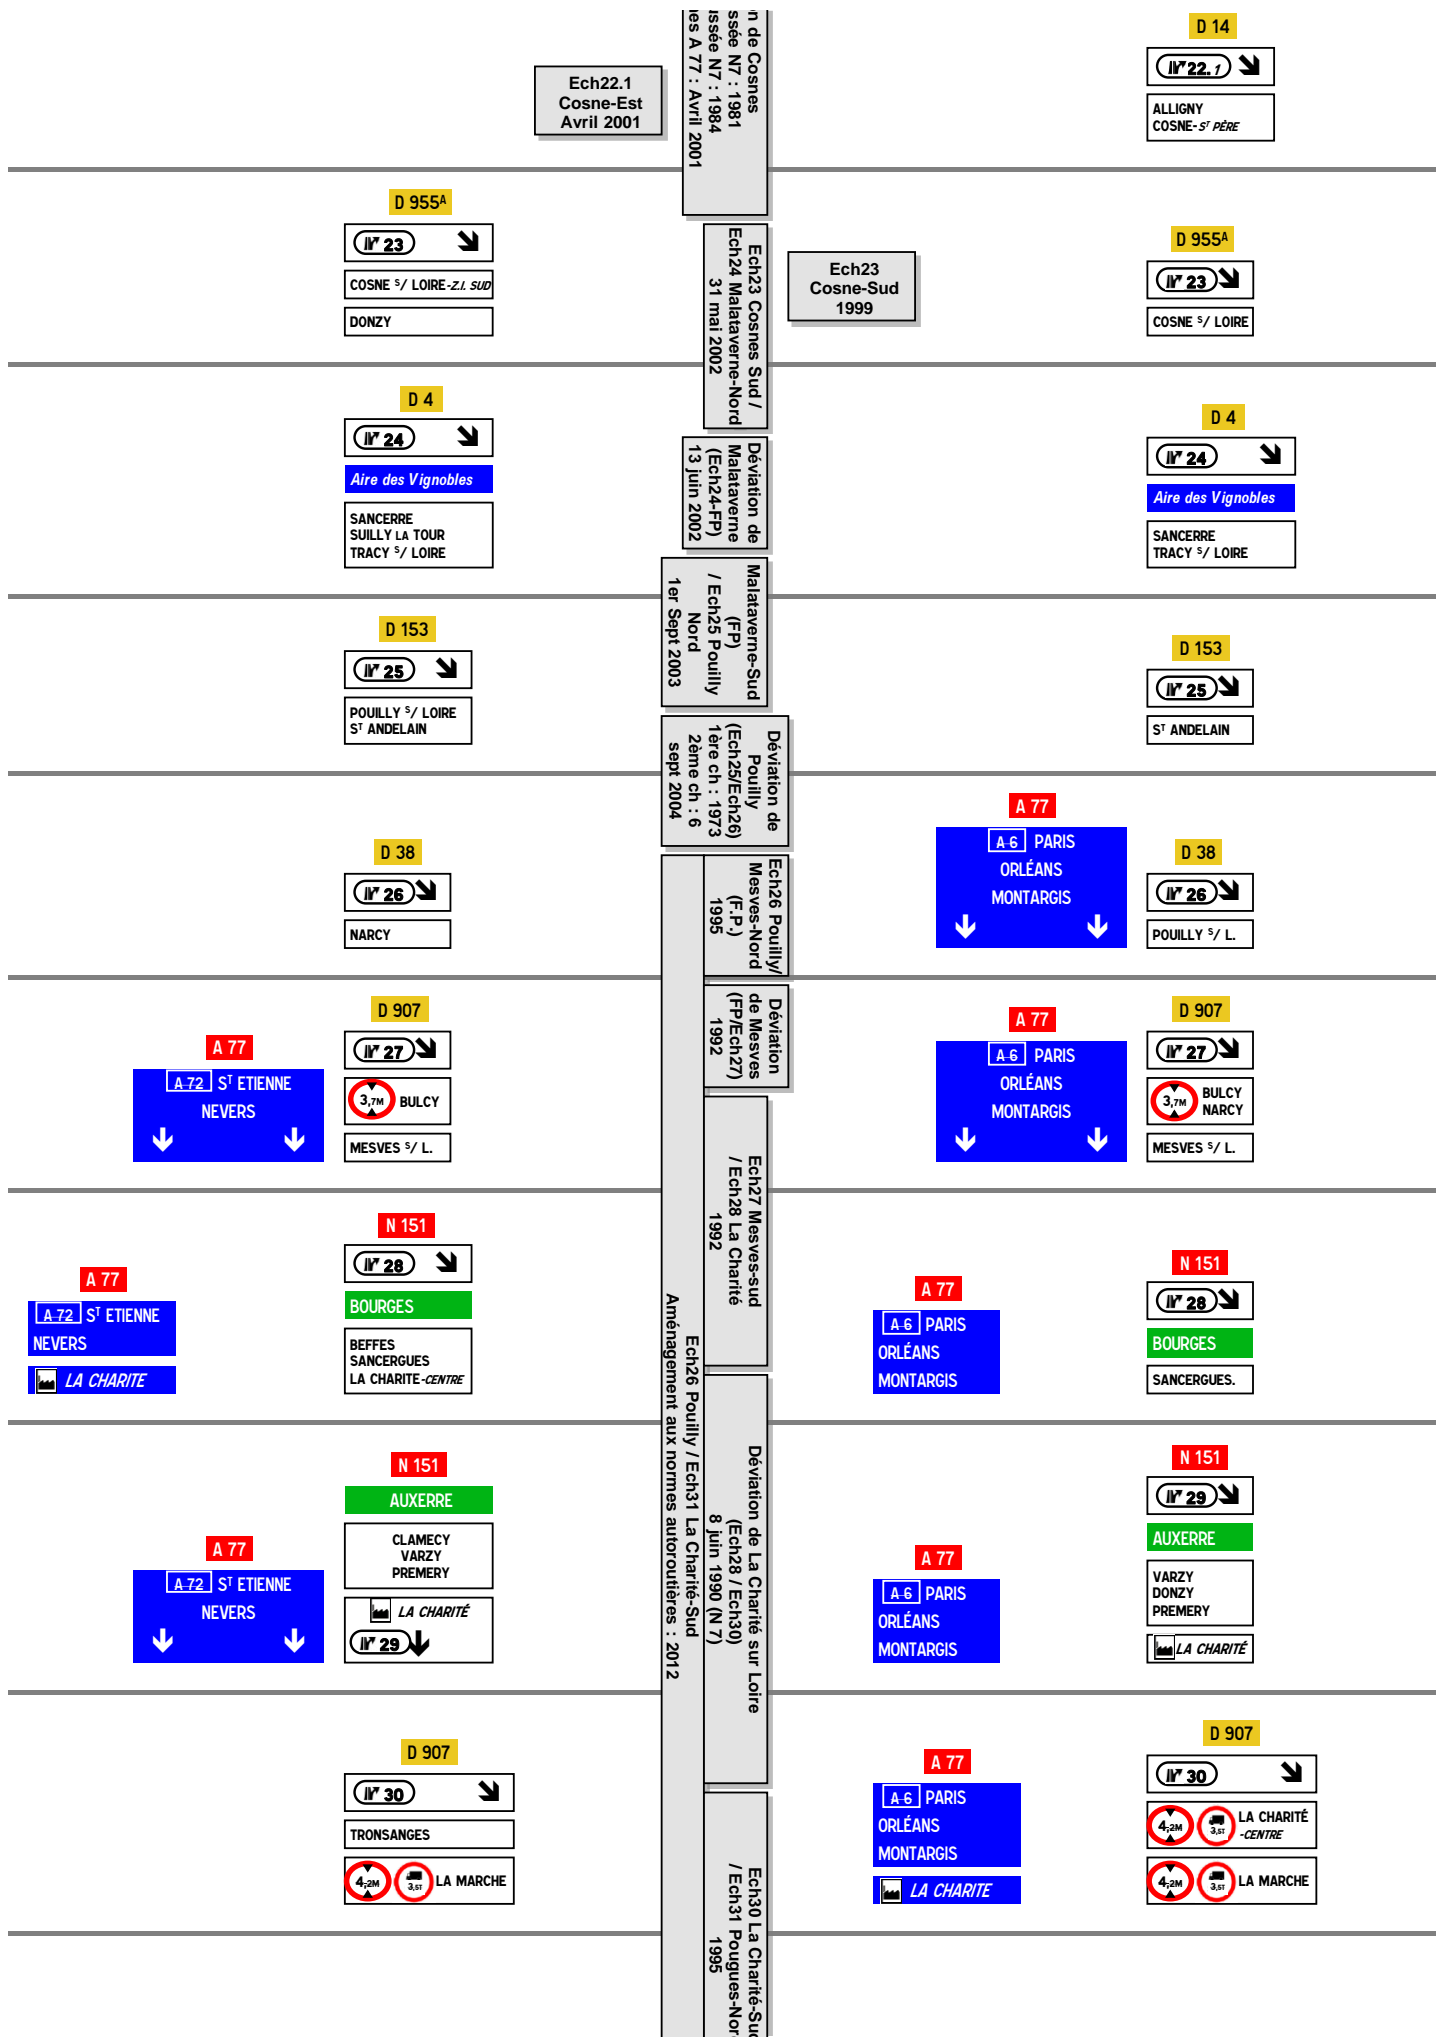 D 14
22.1
ALLIGNY
COSNE-Sᵀ PÈRE
Ech22.1
Cosne-Est
Avril 2001
n de Cosnes
ssée N7 : 1981
ussée N7 : 1984
es A 77 : Avril 2001
D 955ᴬ
23
COSNE ˢ/ LOIRE-Z.I. SUD
DONZY
Ech23 Cosnes Sud /
Ech24 Malataverne-Nord
31 mai 2002
Ech23
Cosne-Sud
1999
D 955ᴬ
23
COSNE ˢ/ LOIRE
D 4
24
Aire des Vignobles
SANCERRE
SUILLY LA TOUR
TRACY ˢ/ LOIRE
Déviation de
Malataverne
(Ech24-FP)
13 juin 2002
D 4
24
Aire des Vignobles
SANCERRE
TRACY ˢ/ LOIRE
D 153
25
POUILLY ˢ/ LOIRE
Sᵀ ANDELAIN
Malataverne-Sud
(FP)
/ Ech25 Pouilly
Nord
1er Sept 2003
D 153
25
Sᵀ ANDELAIN
Déviation de
Pouilly
(Ech25/Ech26)
1ère ch : 1973
2ème ch : 6
sept 2004
D 38
26
NARCY
Ech26 Pouilly/
Mesves-Nord
(F.P.)
1995
A 77
A 6 PARIS
ORLÉANS
MONTARGIS
D 38
26
POUILLY ˢ/ L.
A 77
A 72 Sᵀ ETIENNE
NEVERS
D 907
27
3,7M BULCY
MESVES ˢ/ L.
Déviation
de Mesves
(FP/Ech27)
1992
A 77
A 6 PARIS
ORLÉANS
MONTARGIS
D 907
27
3,7M BULCY
NARCY
MESVES ˢ/ L.
A 77
A 72 Sᵀ ETIENNE
NEVERS
LA CHARITE
N 151
28
BOURGES
BEFFES
SANCERGUES
LA CHARITE-CENTRE
Ech27 Mesves-sud
/ Ech28 La Charité
1992
Ech26 Pouilly / Ech31 La Charité-Sud
Aménagement aux normes autoroutières : 2012
A 77
A 6 PARIS
ORLÉANS
MONTARGIS
N 151
28
BOURGES
SANCERGUES.
A 77
A 72 Sᵀ ETIENNE
NEVERS
N 151
AUXERRE
CLAMECY
VARZY
PREMERY
LA CHARITÉ
29
Déviation de La Charité sur Loire
(Ech28 / Ech30)
8 juin 1990 (N 7)
A 77
A 6 PARIS
ORLÉANS
MONTARGIS
N 151
29
AUXERRE
VARZY
DONZY
PREMERY
LA CHARITÉ
D 907
30
TRONSANGES
4,2M 3,5T LA MARCHE
Ech30 La Charité-Sud
/ Ech31 Pougues-Nor
1995
A 77
A 6 PARIS
ORLÉANS
MONTARGIS
LA CHARITE
D 907
30
4,2M 3,5T LA CHARITÉ
-CENTRE
4,2M 3,5T LA MARCHE